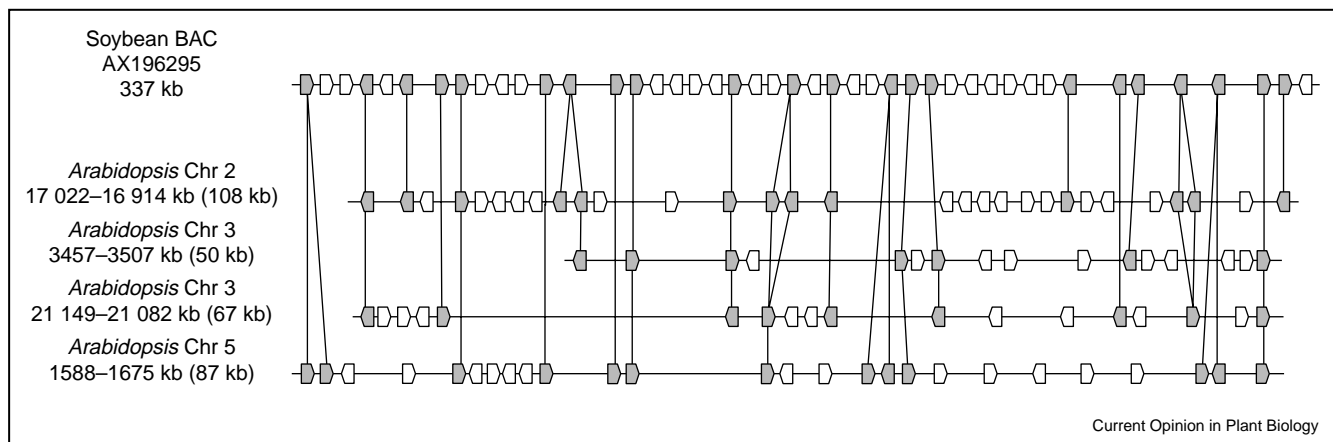 Soybean BAC
AX196295
337 kb
Arabidopsis Chr 2
17 022–16 914 kb (108 kb)
Arabidopsis Chr 3
3457–3507 kb (50 kb)
Arabidopsis Chr 3
21 149–21 082 kb (67 kb)
Arabidopsis Chr 5
1588–1675 kb (87 kb)
Current Opinion in Plant Biology